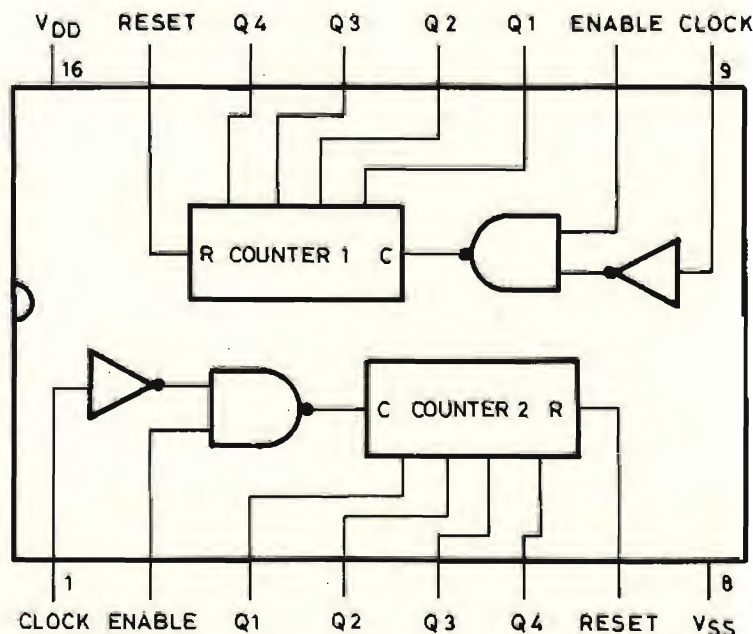 VDD RESET Q4 Q3 Q2 Q1 ENABLE CLOCK
16 9
R COUNTER 1 C
C COUNTER 2 R
1 8
CLOCK ENABLE Q1 Q2 Q3 Q4 RESET VSS